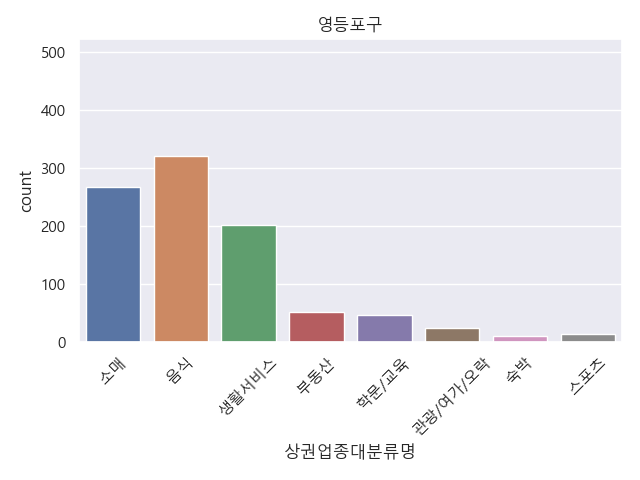 영등포구
500
400
300
200
100
0
count
소매
음식
생활서비스
부동산
학문/교육
관광/여가/오락
숙박
스포츠
상권업종대분류명